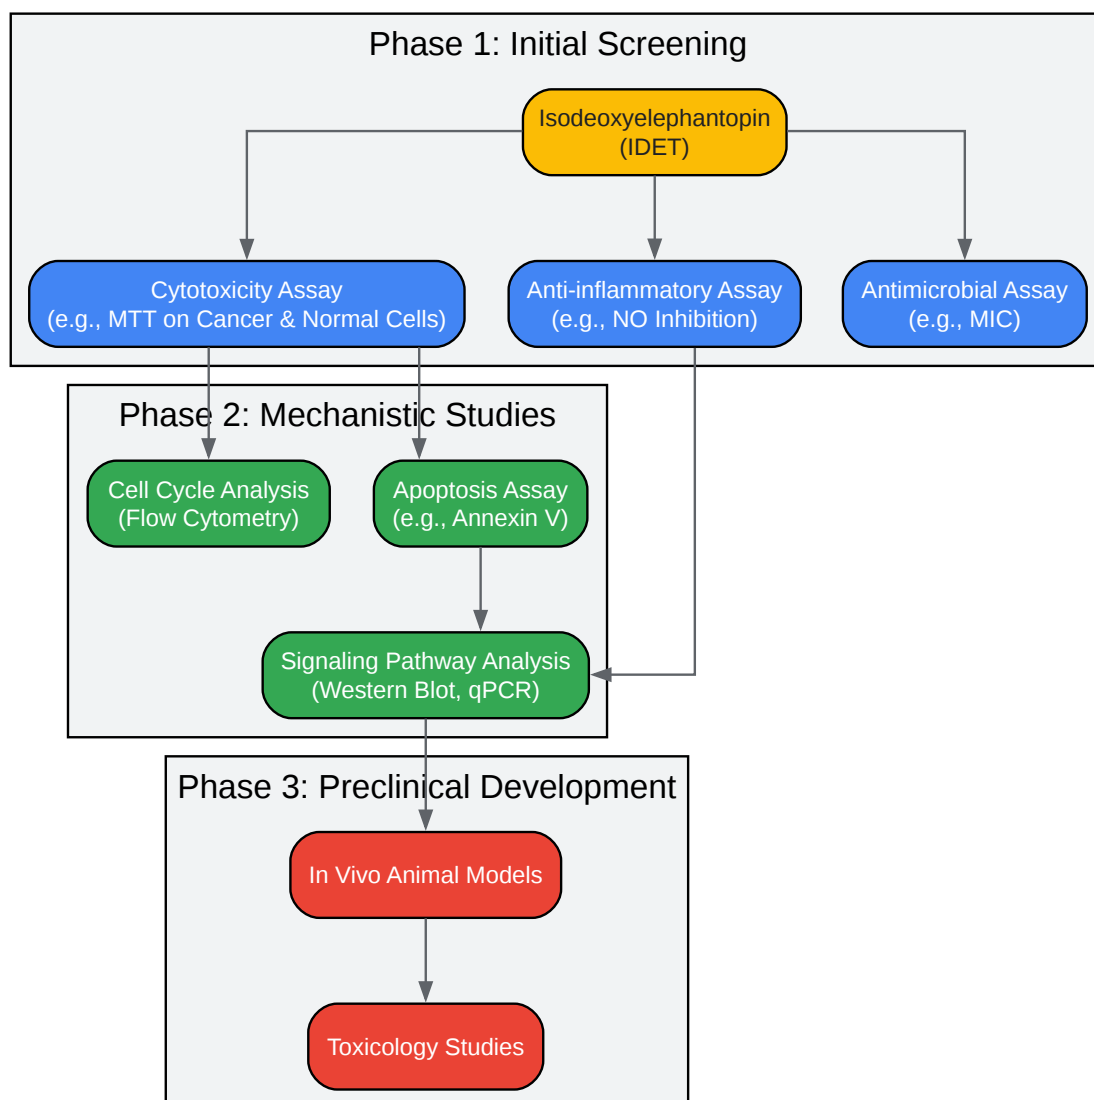 Phase 1: Initial Screening
Isodeoxyelephantopin
(IDET)
Cytotoxicity Assay
(e.g., MTT on Cancer & Normal Cells)
Anti-inflammatory Assay
(e.g., NO Inhibition)
Antimicrobial Assay
(e.g., MIC)
Phase 2: Mechanistic Studies
Cell Cycle Analysis
(Flow Cytometry)
Apoptosis Assay
(e.g., Annexin V)
Signaling Pathway Analysis
(Western Blot, qPCR)
Phase 3: Preclinical Development
In Vivo Animal Models
Toxicology Studies